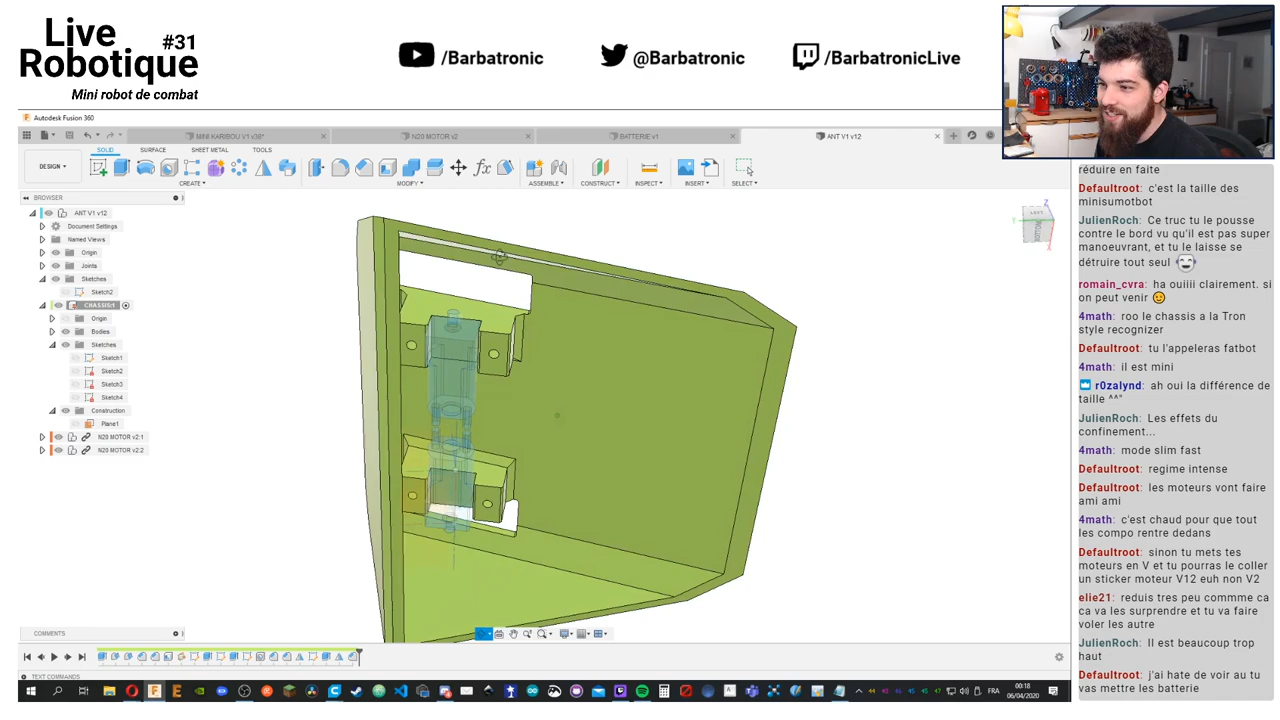 Live
Robotique
#31
Mini robot de combat
/Barbatronic
@Barbatronic
/BarbatronicLive
Autodesk Fusion 360
MINI KARIBOU V1 v38*
N20 MOTOR v2
BATTERIE v1
ANT V1 v12
SOLID
SURFACE
SHEET METAL
TOOLS
DESIGN
CREATE
MODIFY
ASSEMBLE
CONSTRUCT
INSPECT
INSERT
SELECT
BROWSER
ANT V1 v12
Document Settings
Named Views
Origin
Joints
Sketches
Sketch2
CHASSIS:1
Origin
Bodies
Sketches
Sketch1
Sketch2
Sketch3
Sketch4
Construction
Plane1
N20 MOTOR v2:1
N20 MOTOR v2:2
LEFT
BOTTOM
Z
COMMENTS
TEXT COMMANDS
FRA
00:18
06/04/2020
réduire en faite
Defaultroot: c'est la taille des
minisumotbot
JulienRoch: Ce truc tu le pousse
contre le bord vu qu'il est pas super
manoeuvrant, et tu le laisse se
détruire tout seul
romain_cvra: ha ouiiii clairement. si
on peut venir
4math: roo le chassis a la Tron
style recognizer
Defaultroot: tu l'appeleras fatbot
4math: il est mini
r0zalynd: ah oui la différence de
taille ^^"
JulienRoch: Les effets du
confinement...
4math: mode slim fast
Defaultroot: regime intense
Defaultroot: les moteurs vont faire
ami ami
4math: c'est chaud pour que tout
les compo rentre dedans
Defaultroot: sinon tu mets tes
moteurs en V et tu pourras le coller
un sticker moteur V12 euh non V2
elie21: reduis tres peu commme ca
ca va les surprendre et tu va faire
voler les autre
JulienRoch: Il est beaucoup trop
haut
Defaultroot: j'ai hate de voir au tu
vas mettre les batterie